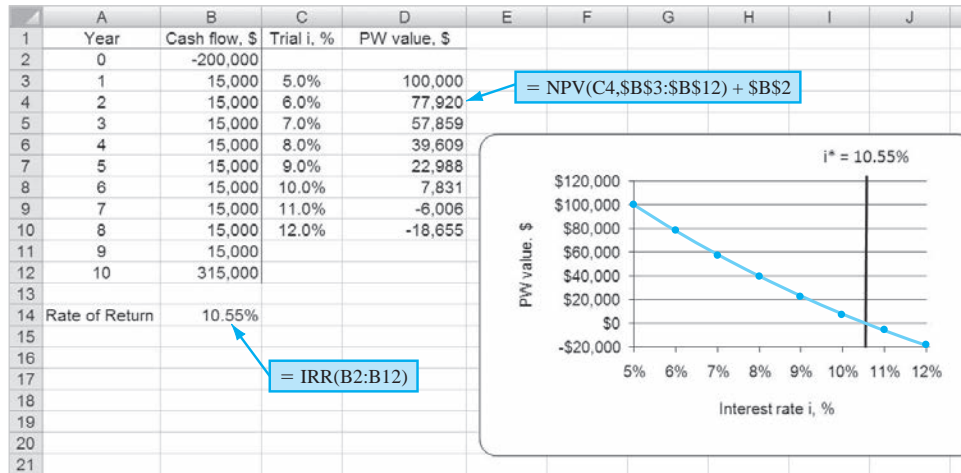 A B C D E F G H I J
1 Year Cash flow, $ Trial i, % PW value, $
2 0 -200,000
3 1 15,000 5.0% 100,000
4 2 15,000 6.0% 77,920
= NPV(C4,$B$3:$B$12) + $B$2
5 3 15,000 7.0% 57,859
6 4 15,000 8.0% 39,609
7 5 15,000 9.0% 22,988
8 6 15,000 10.0% 7,831
9 7 15,000 11.0% -6,006
10 8 15,000 12.0% -18,655
11 9 15,000
12 10 315,000
13
14 Rate of Return 10.55%
15
16
17
= IRR(B2:B12)
18
19
20
21
i* = 10.55%
$120,000
$100,000
$80,000
$60,000
$40,000
$20,000
$0
-$20,000
PW value, $
5% 6% 7% 8% 9% 10% 11% 12%
Interest rate i, %